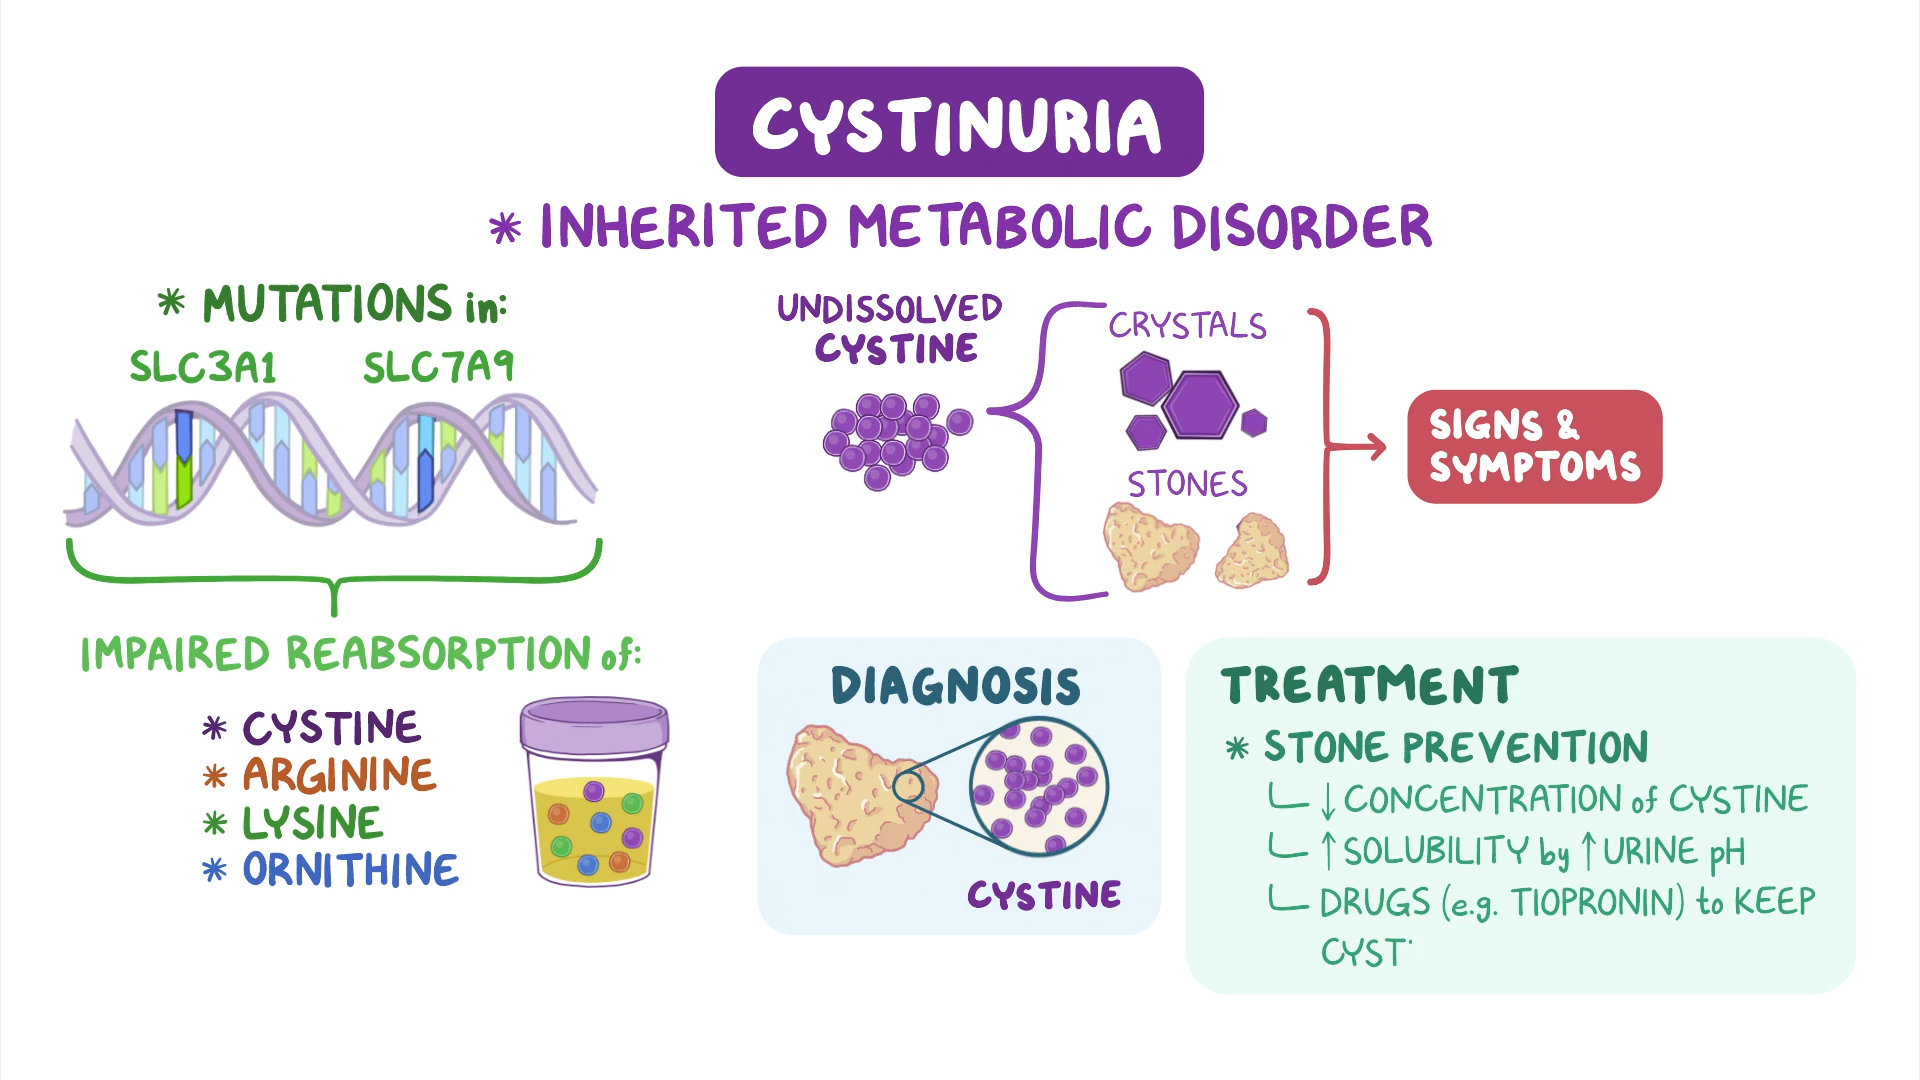 CYSTINURIA
* INHERITED METABOLIC DISORDER
* MUTATIONS in:
SLC3A1 SLC7A9
IMPAIRED REABSORPTION of:
* CYSTINE
* ARGININE
* LYSINE
* ORNITHINE
UNDISSOLVED
CYSTINE
CRYSTALS
STONES
SIGNS &
SYMPTOMS
DIAGNOSIS
CYSTINE
TREATMENT
* STONE PREVENTION
↓ CONCENTRATION of CYSTINE
↑ SOLUBILITY by ↑ URINE pH
DRUGS (e.g. TIOPRONIN) to KEEP
CYST